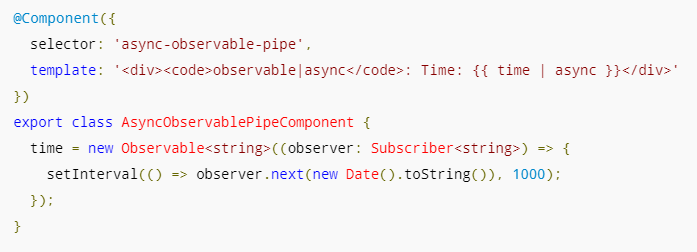 @Component({
  selector: 'async-observable-pipe',
  template: '<div><code>observable|async</code>: Time: {{ time | async }}</div>'
})
export class AsyncObservablePipeComponent {
  time = new Observable<string>((observer: Subscriber<string>) => {
    setInterval(() => observer.next(new Date().toString()), 1000);
  });
}